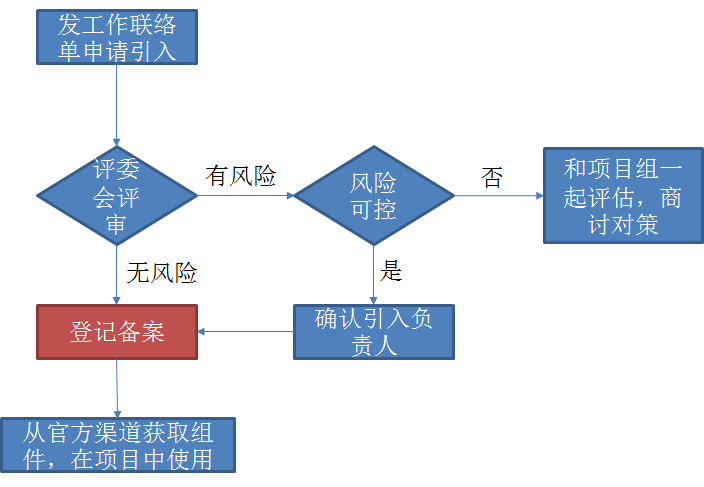 发工作联络
单申请引入
评委
会评
审
有风险
风险
可控
否
和项目组一
起评估，商
讨对策
无风险
是
登记备案
确认引入负
责人
从官方渠道获取组
件，在项目中使用